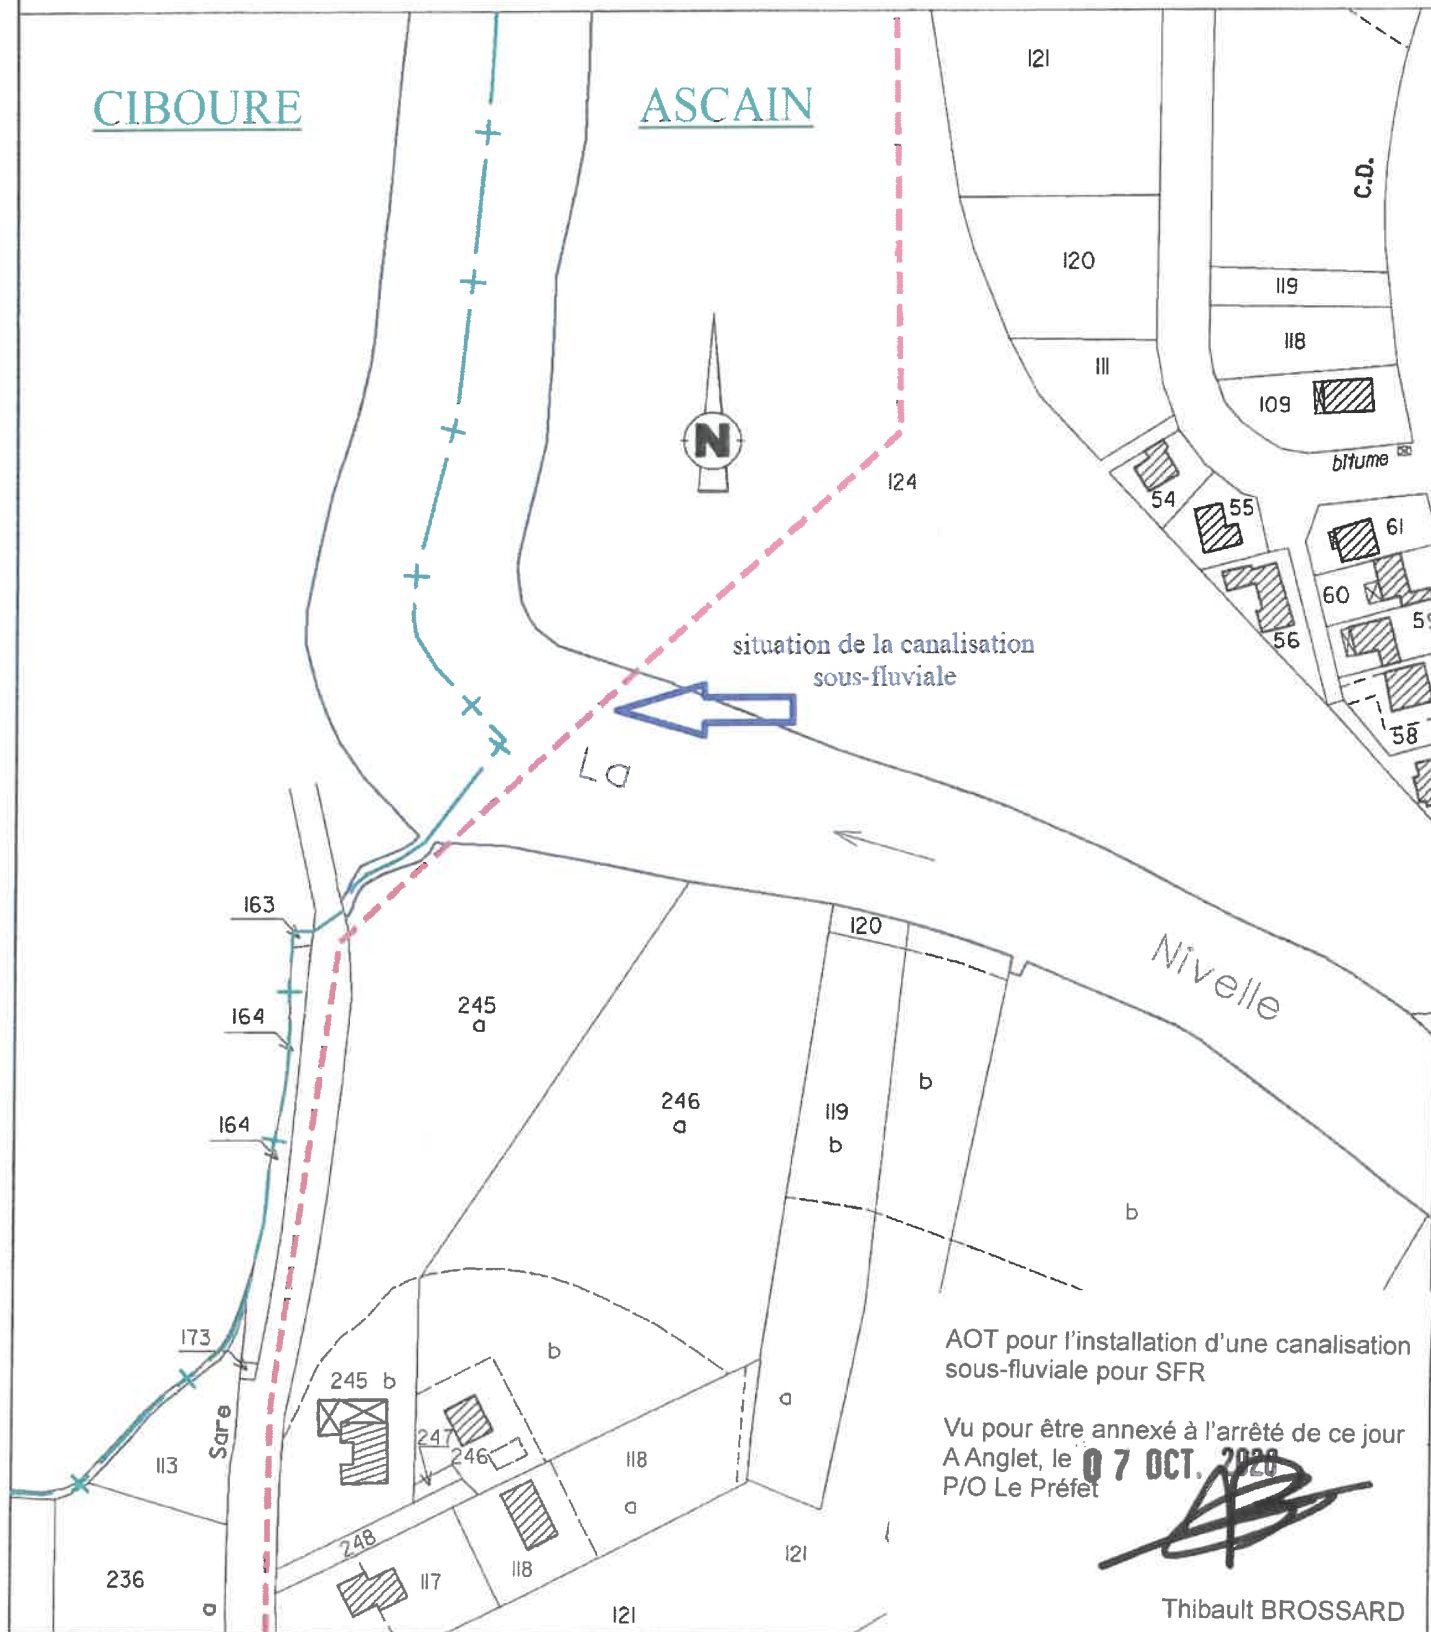 CIBOURE
ASCAIN
121
C.D.
120
119
118
111
109
bitume
N
124
54
55
61
60
59
56
58
situation de la canalisation
sous-fluviale
La
Nivelle
163
120
245
a
164
246
a
119
b
b
164
b
173
245 b
b
a
Sare
247
246
113
118
a
248
118
117
121
236
a
121
AOT pour l'installation d'une canalisation
sous-fluviale pour SFR
Vu pour être annexé à l'arrêté de ce jour
A Anglet, le 07 OCT. 2020
P/O Le Préfet
Thibault BROSSARD